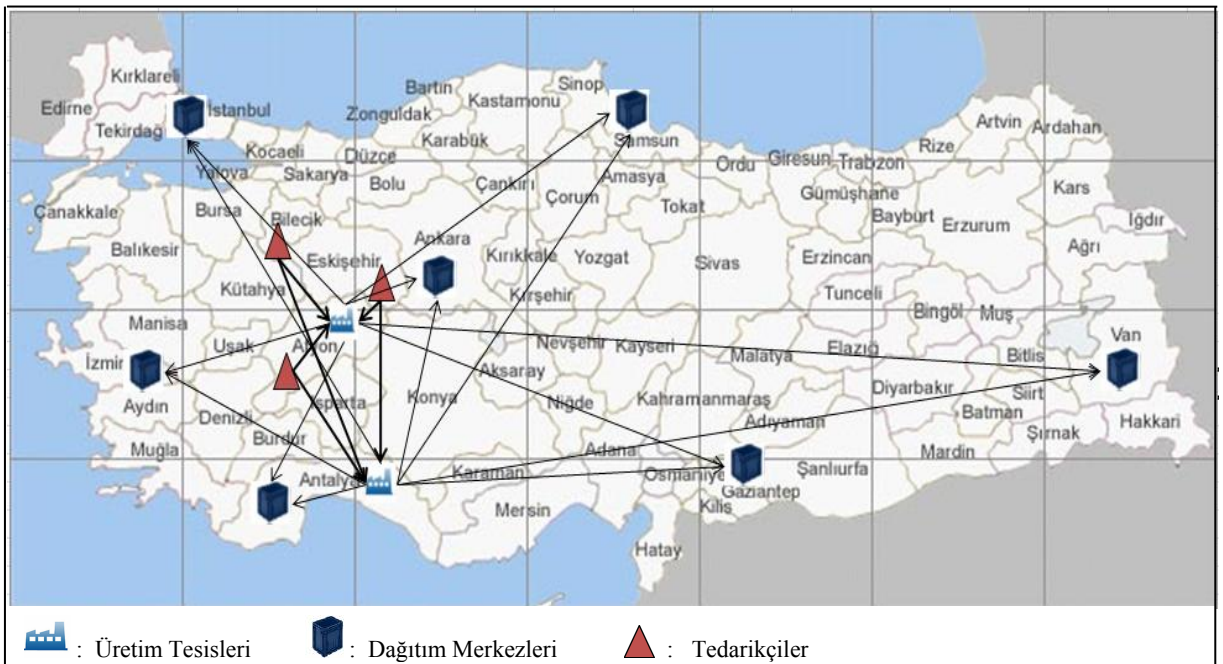 Kırklareli
Edirne
Tekirdağ
İstanbul
Bartın
Sinop
Kastamonu
Zonguldak
Karabük
Samsun
Kocaeli
Düzce
Yalova
Sakarya
Bolu
Çankırı
Çorum
Amasya
Ordu
Giresun
Trabzon
Rize
Artvin
Ardahan
Kars
Iğdır
Çanakkale
Bursa
Bilecik
Tokat
Gümüşhane
Bayburt
Erzurum
Balıkesir
Eskişehir
Ankara
Kırıkkale
Yozgat
Sivas
Erzincan
Ağrı
Kütahya
Kırşehir
Tunceli
Bingöl
Muş
Manisa
Uşak
Afyon
Nevşehir
Kayseri
Malatya
Elazığ
Bitlis
Van
İzmir
Aksaray
Aydın
Denizli
Isparta
Konya
Niğde
Kahramanmaraş
Adıyaman
Diyarbakır
Batman
Siirt
Hakkari
Şırnak
Muğla
Burdur
Antalya
Karaman
Adana
Osmaniye
Gaziantep
Şanlıurfa
Mardin
Mersin
Kilis
Hatay
: Üretim Tesisleri : Dağıtım Merkezleri : Tedarikçiler